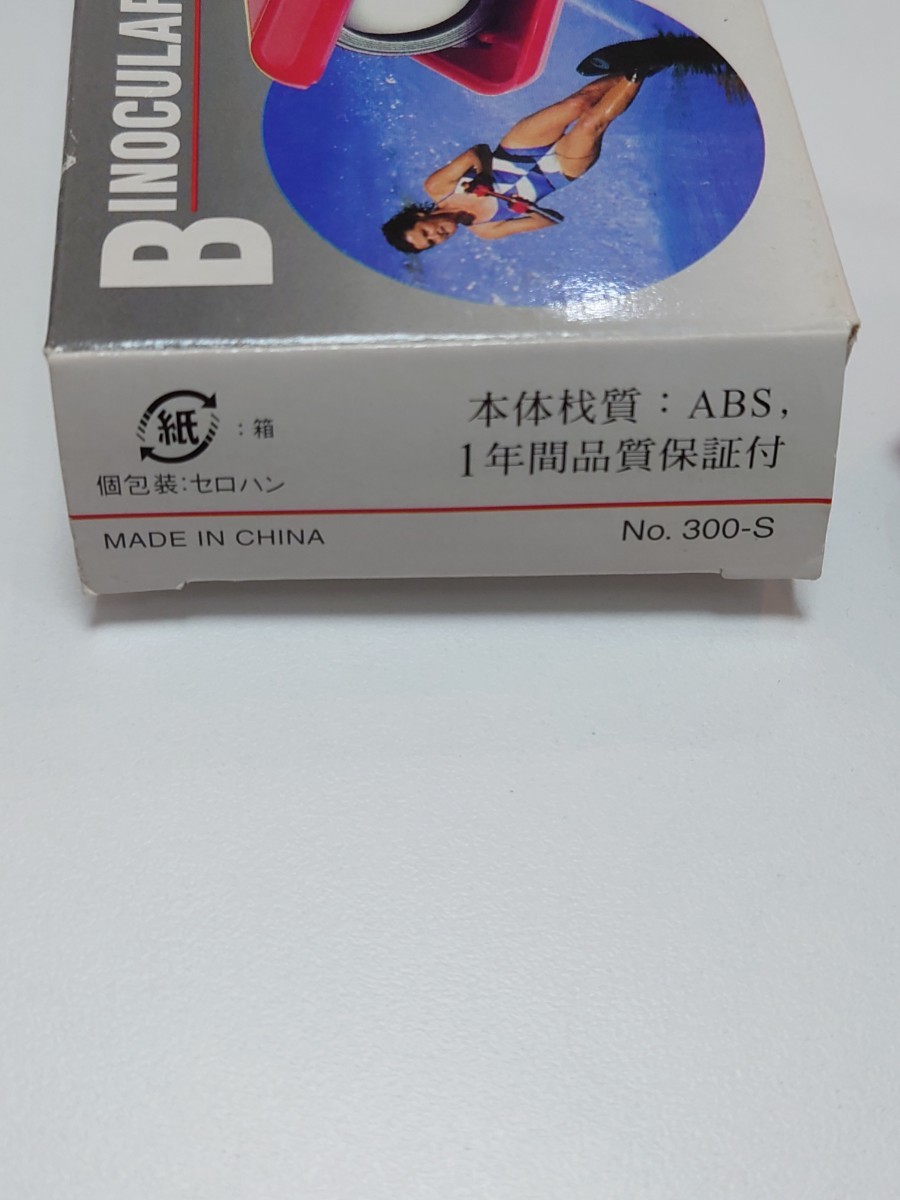 BINOCULAR
紙 : 箱
個包装:セロハン
本体桟質:ABS,
1年間品質保証付
MADE IN CHINA
No. 300-S